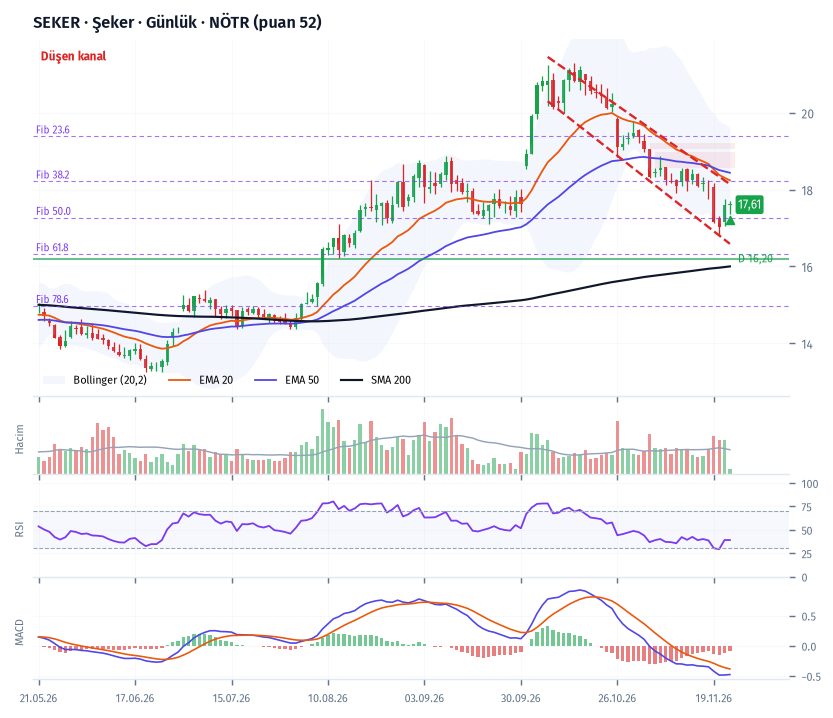 SEKER · Şeker · Günlük · NÖTR (puan 52)
Düşen kanal
Fib 23.6
Fib 38.2
Fib 50.0
Fib 61.8
Fib 78.6
20
18
17,61
16
D 16,20
14
Bollinger (20,2)
EMA 20
EMA 50
SMA 200
Hacim
RSI
100
75
50
25
0
MACD
0.5
0.0
−0.5
21.05.26
17.06.26
15.07.26
10.08.26
03.09.26
30.09.26
26.10.26
19.11.26